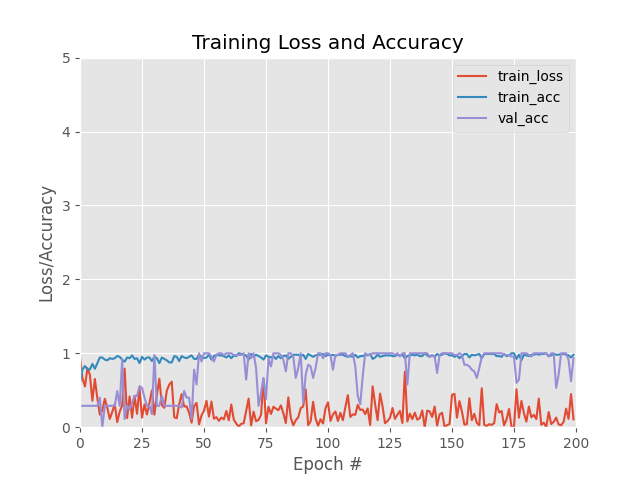 Training Loss and Accuracy
train_loss
train_acc
val_acc
Loss/Accuracy
5
4
3
2
1
0
0 25 50 75 100 125 150 175 200
Epoch #